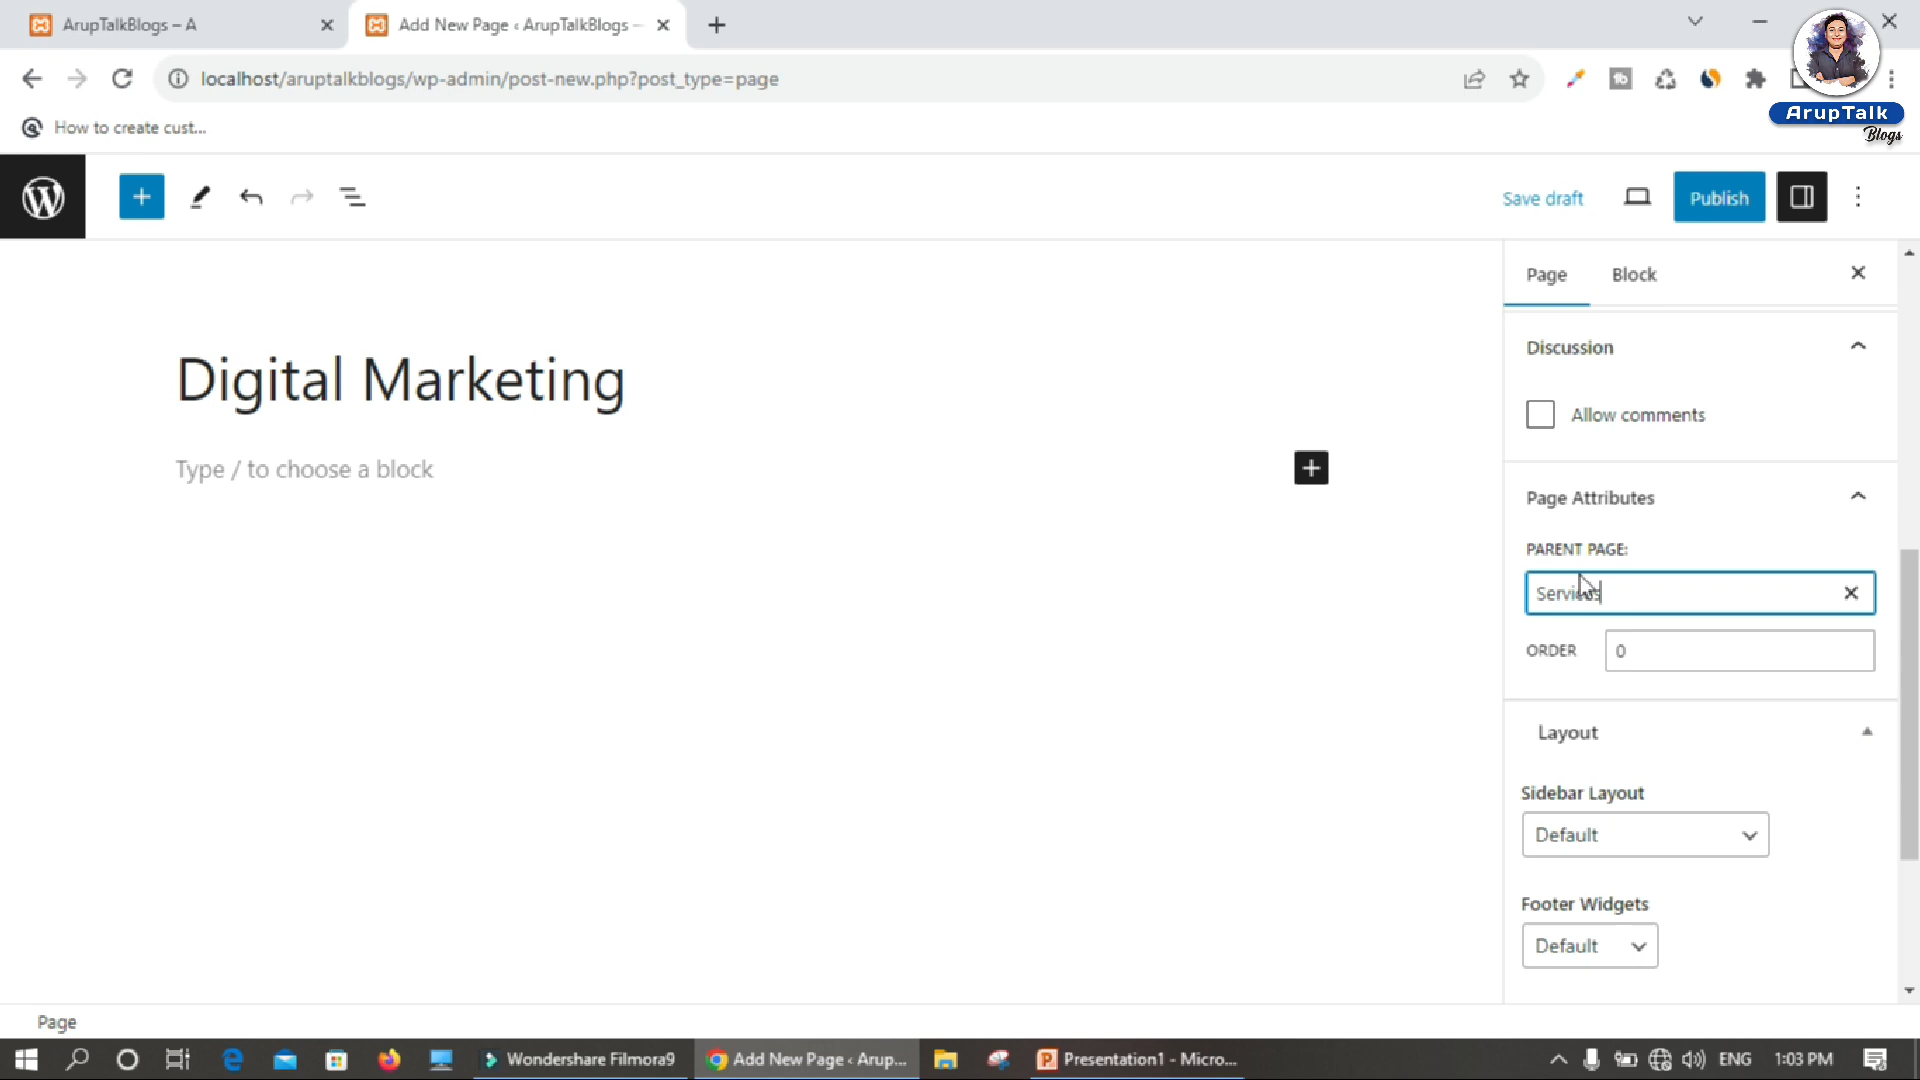 ArupTalkBlogs – A
Add New Page ‹ ArupTalkBlogs —
localhost/aruptalkblogs/wp-admin/post-new.php?post_type=page
How to create cust...
ArupTalk
Blogs
Save draft
Publish
Page
Block
Discussion
Digital Marketing
Allow comments
Type / to choose a block
Page Attributes
PARENT PAGE:
Services
ORDER
0
Layout
Sidebar Layout
Default
Footer Widgets
Default
Page
Wondershare Filmora9
Add New Page ‹ Arup...
Presentation1 - Micro...
ENG
1:03 PM